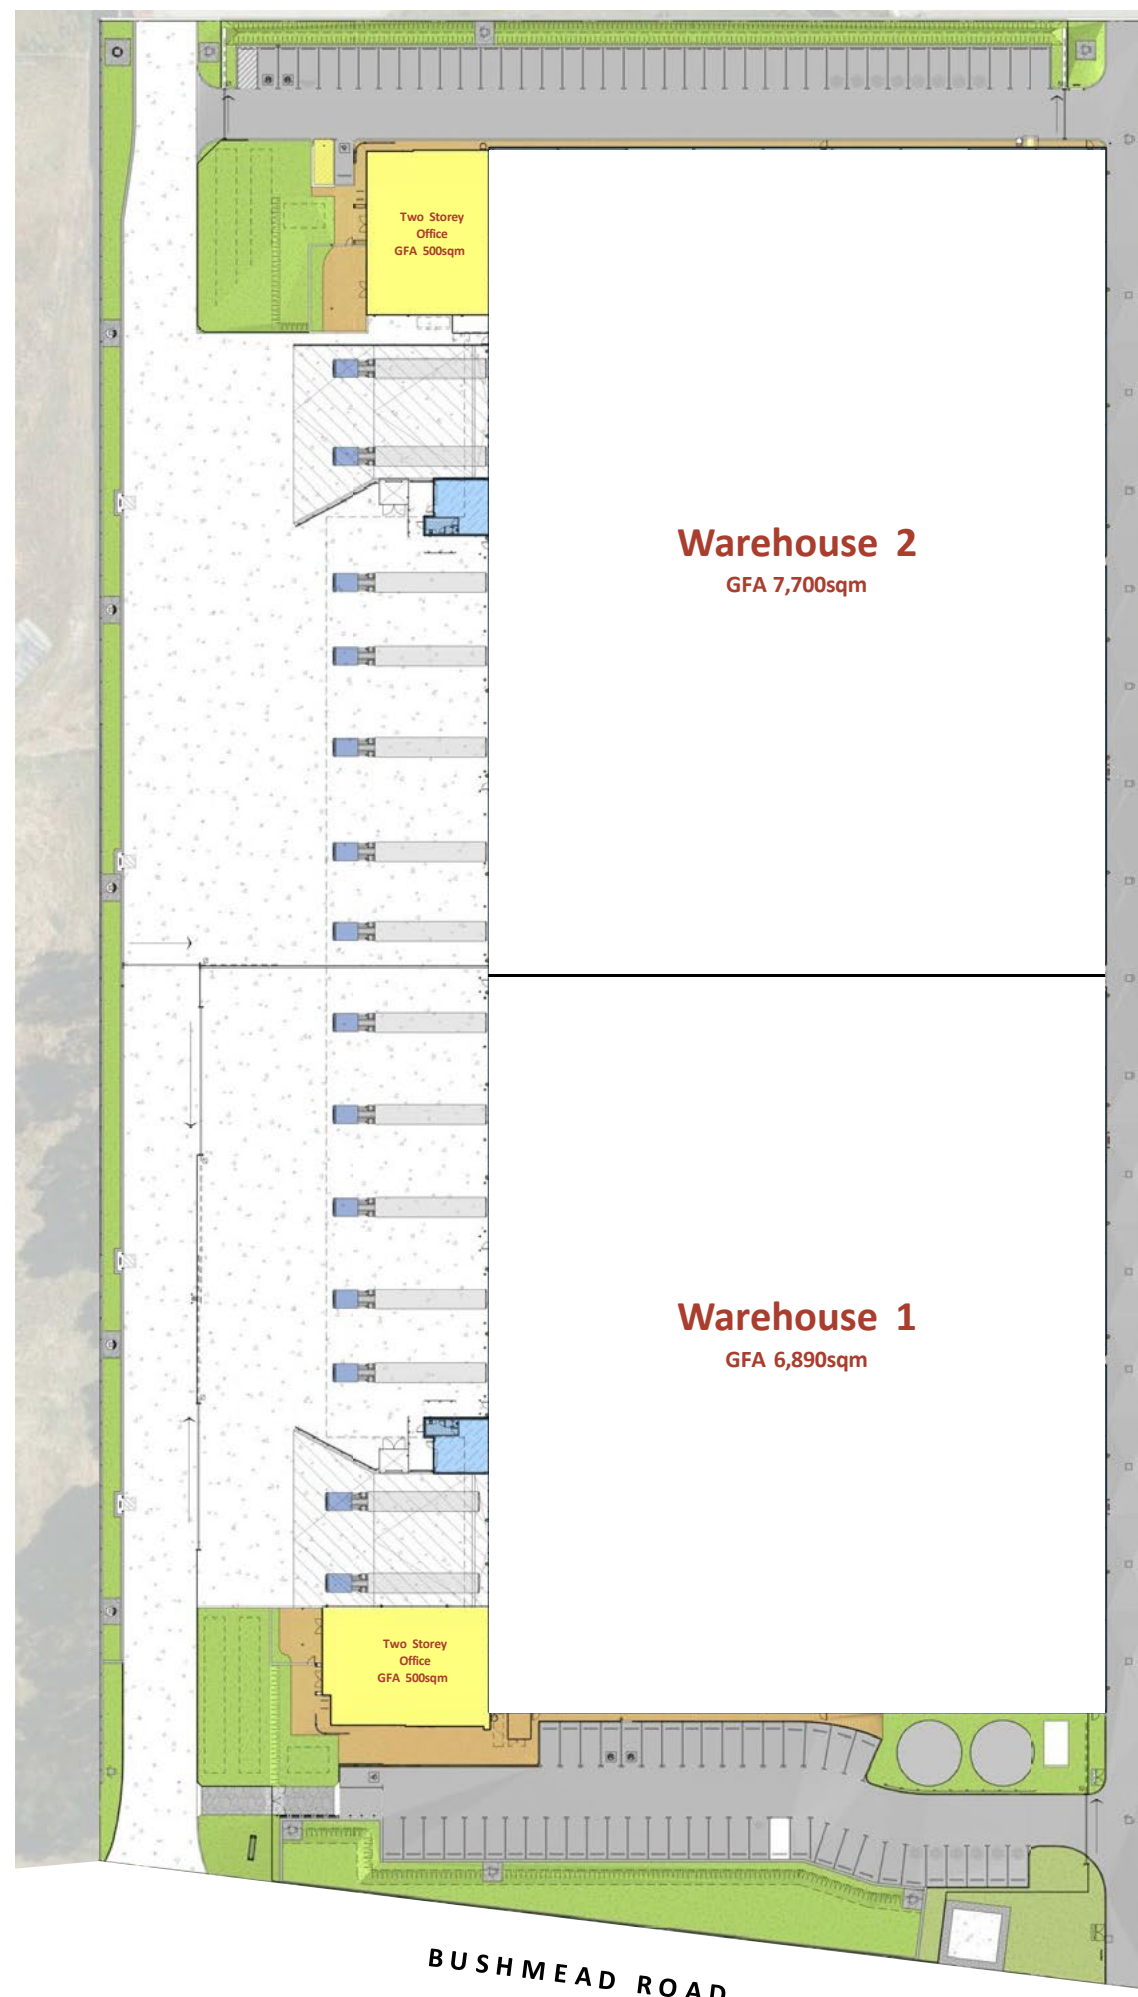 Two Storey
Office
GFA 500sqm
Warehouse 2
GFA 7,700sqm
Warehouse 1
GFA 6,890sqm
Two Storey
Office
GFA 500sqm
BUSHMEAD ROAD